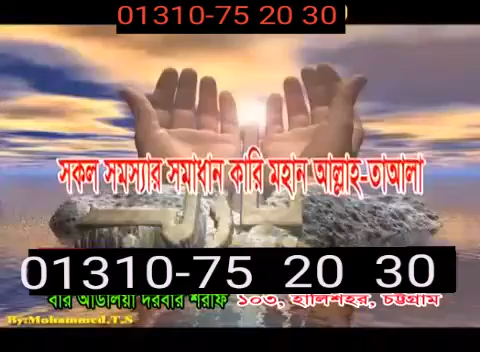 01310-75 20 30
সকল সমস্যার সমাধান কারি মহান আল্লাহ-তাআলা
01310-75 20 30
বার আউলিয়া দরবার শরীফ ১০৩, হালিশহর, চট্টগ্রাম
By:Mohammed.T.S